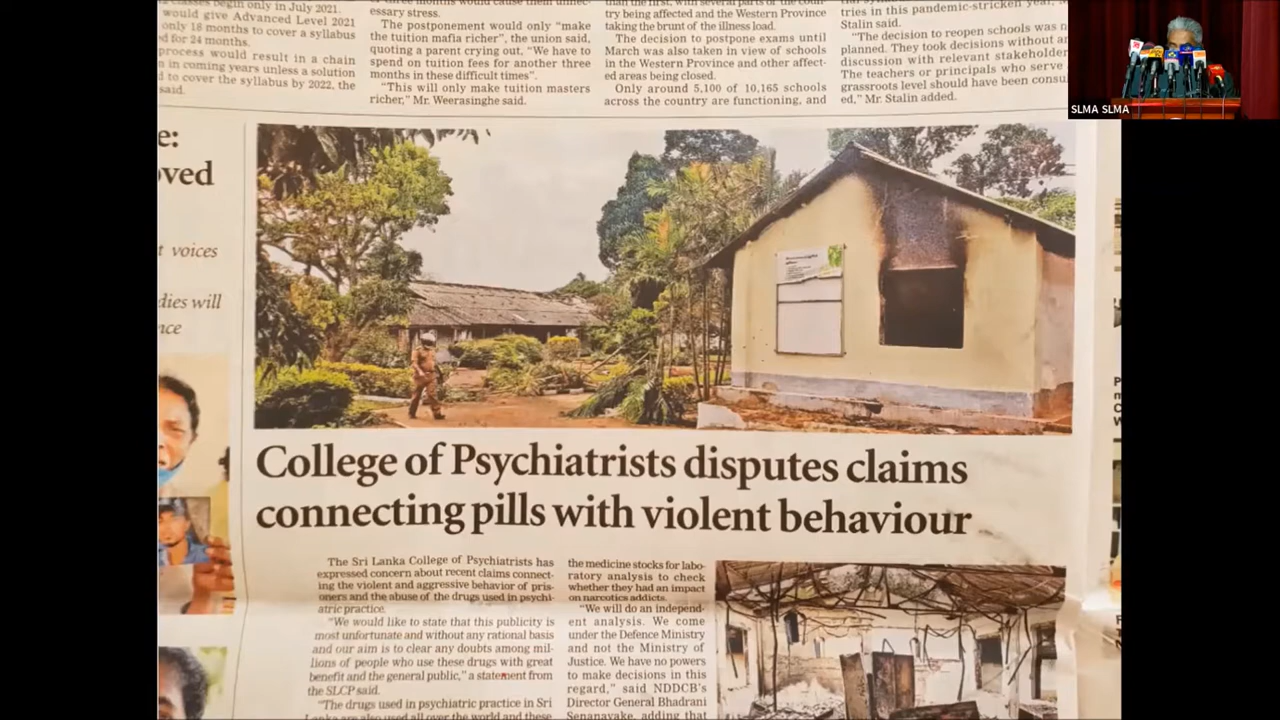 begin only in July 2021.
would give Advanced Level 2021
only 18 months to cover a syllabus
for 24 months.
process would result in a chain
in coming years unless a solution
to cover the syllabus by 2022, the
said.
essary stress.
The postponement would only “make
the tuition mafia richer”, the union said,
quoting a parent crying out, “We have to
spend on tuition fees for another three
months in these difficult times”.
“This will only make tuition masters
richer,” Mr. Weerasinghe said.
try being affected and the Western Province
taking the brunt of the illness load.
The decision to postpone exams until
March was also taken in view of schools
in the Western Province and other affect-
ed areas being closed.
Only around 5,100 of 10,165 schools
across the country are functioning, and
tries in this pandemic-stricken year,
Stalin said.
“The decision to reopen schools was
planned. They took decisions without
discussion with relevant stakeholder
The teachers or principals who serve
grassroots level should have been consu
ed,” Mr. Stalin added.
SLMA SLMA
e:
oved
voices
dies will
nce
College of Psychiatrists disputes claims
connecting pills with violent behaviour
The Sri Lanka College of Psychiatrists has
expressed concern about recent claims connect-
ing the violent and aggressive behavior of pris-
oners and the abuse of the drugs used in psychi-
atric practice.
“We would like to state that this publicity is
most unfortunate and without any rational basis
and our aim is to clear any doubts among mil-
lions of people who use these drugs with great
benefit and the general public,” a statement from
the SLCP said.
“The drugs used in psychiatric practice in Sri
Lanka are also used all over the world and these
the medicine stocks for labo-
ratory analysis to check
whether they had an impact
on narcotics addicts.
“We will do an independ-
ent analysis. We come
under the Defence Ministry
and not the Ministry of
Justice. We have no powers
to make decisions in this
regard,” said NDDCB’s
Director General Bhadrani
Senanayake, adding that